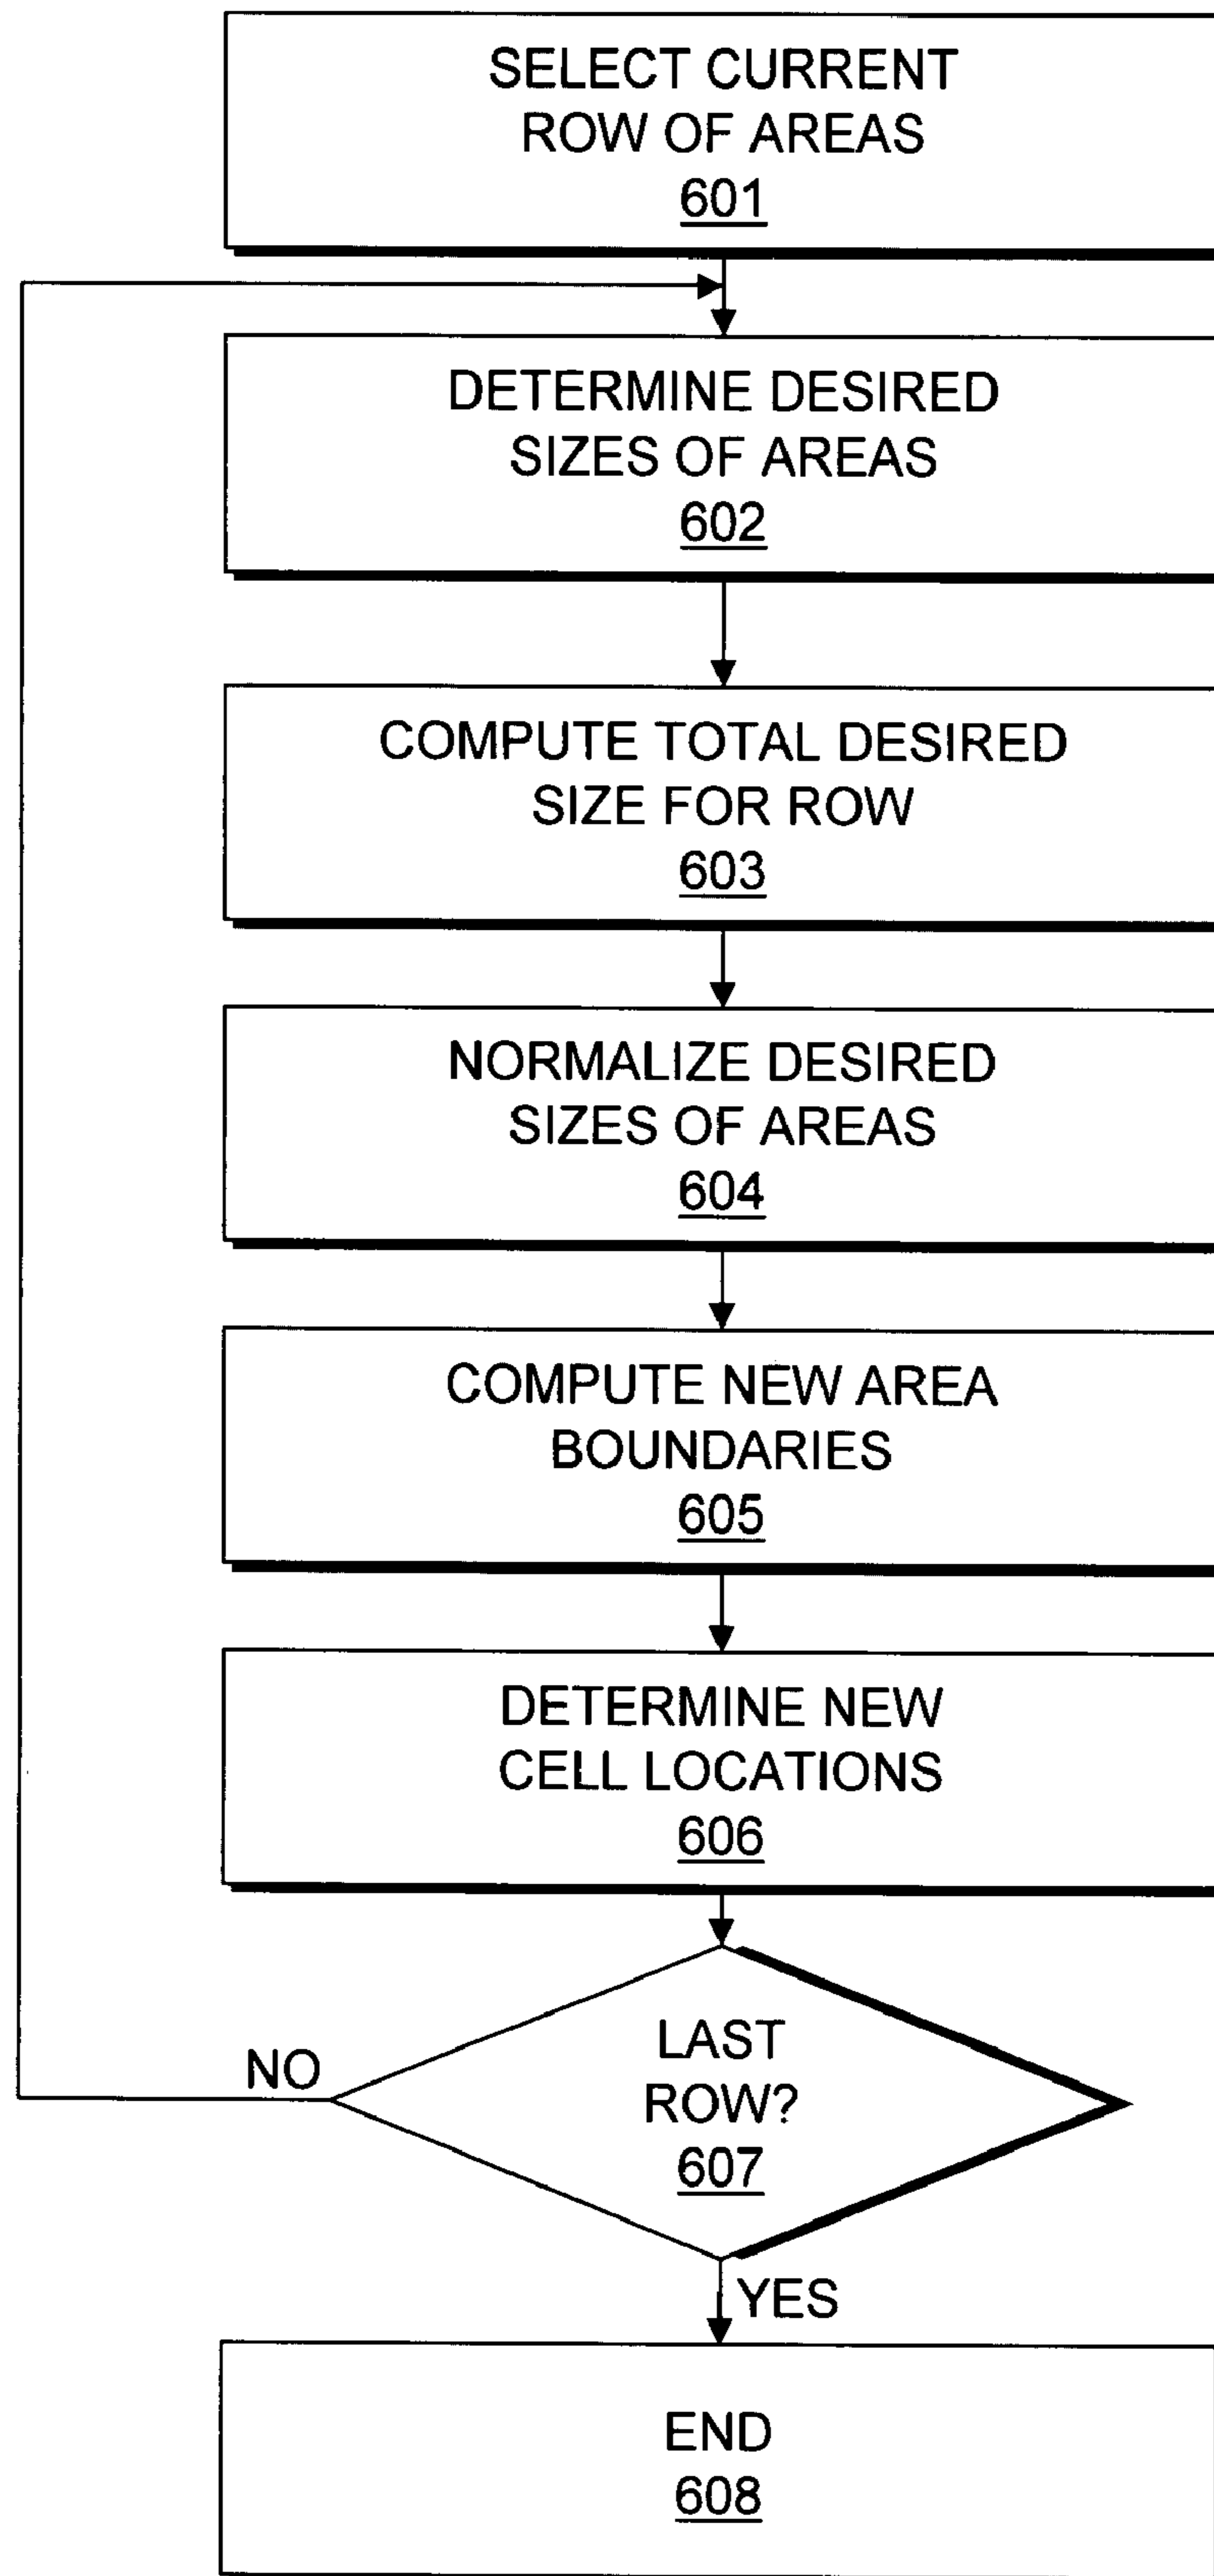 SELECT CURRENT
ROW OF AREAS
601
DETERMINE DESIRED
SIZES OF AREAS
602
COMPUTE TOTAL DESIRED
SIZE FOR ROW
603
NORMALIZE DESIRED
SIZES OF AREAS
604
COMPUTE NEW AREA
BOUNDARIES
605
DETERMINE NEW
CELL LOCATIONS
606
NO
LAST
ROW?
607
YES
END
608